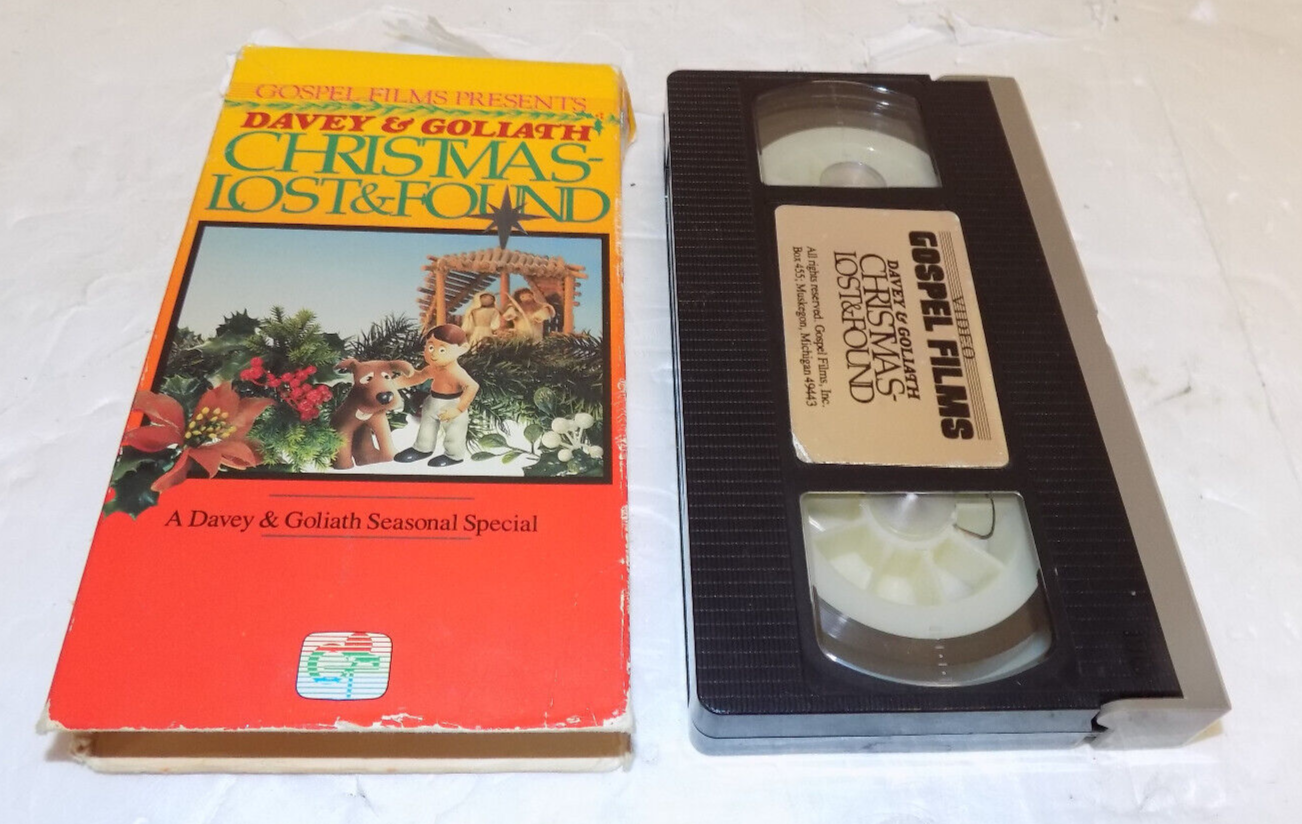 GOSPEL FILMS PRESENTS
DAVEY & GOLIATH
CHRISTMAS-
LOST&FOUND
A Davey & Goliath Seasonal Special
VIDEO
GOSPEL FILMS
DAVEY & GOLIATH
CHRISTMAS-
LOST&FOUND
All rights reserved. Gospel Films, Inc.
Box 455, Muskegon, Michigan 49443